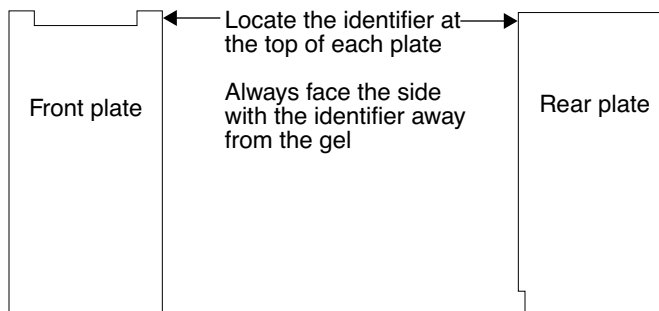 Locate the identifier at
the top of each plate
Front plate
Always face the side
with the identifier away
from the gel
Rear plate